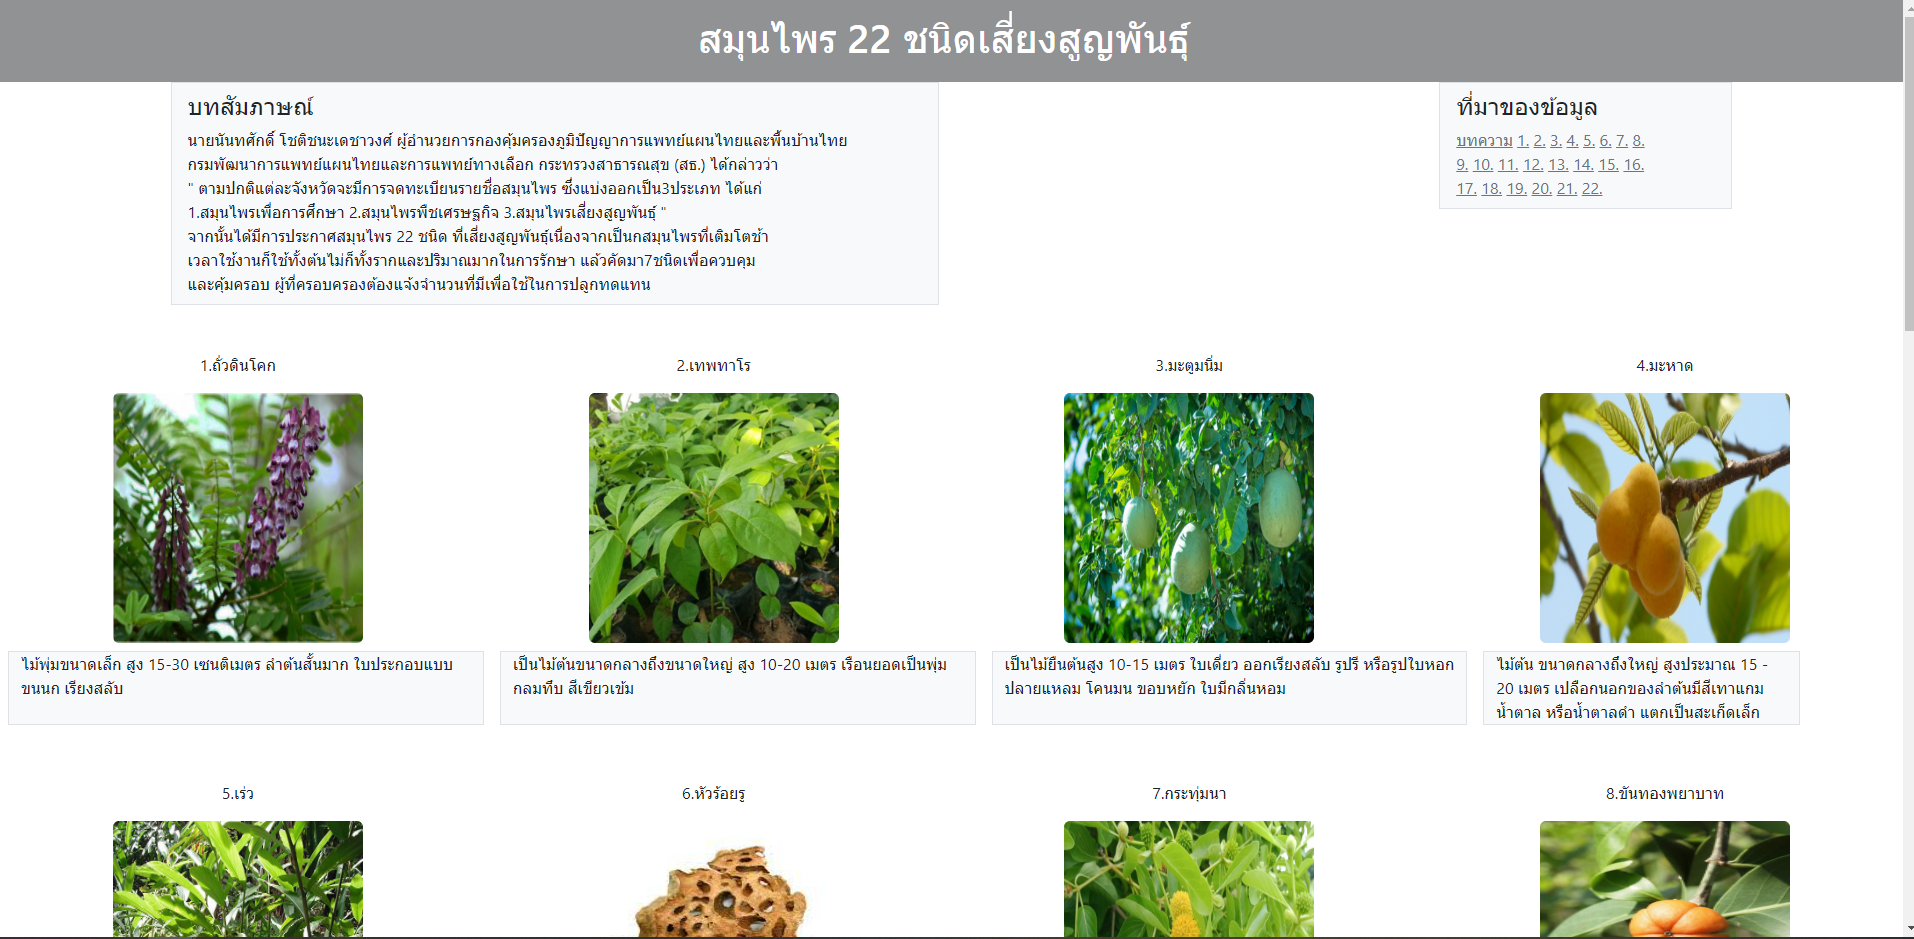 สมุนไพร 22 ชนิดเสี่ยงสูญพันธุ์
บทสัมภาษณ์
นายนันทศักดิ์ โชติชนะเดชาวงศ์ ผู้อำนวยการกองคุ้มครองภูมิปัญญาการแพทย์แผนไทยและพื้นบ้านไทย
กรมพัฒนาการแพทย์แผนไทยและการแพทย์ทางเลือก กระทรวงสาธารณสุข (สธ.) ได้กล่าวว่า
" ตามปกติแต่ละจังหวัดจะมีการจดทะเบียนรายชื่อสมุนไพร ซึ่งแบ่งออกเป็น3ประเภท ได้แก่
1.สมุนไพรเพื่อการศึกษา 2.สมุนไพรพืชเศรษฐกิจ 3.สมุนไพรเสี่ยงสูญพันธุ์ "
จากนั้นได้มีการประกาศสมุนไพร 22 ชนิด ที่เสี่ยงสูญพันธุ์เนื่องจากเป็นกสมุนไพรที่เติมโตช้า
เวลาใช้งานก็ใช้ทั้งต้นไม่ก็ทั้งรากและปริมาณมากในการรักษา แล้วคัดมา7ชนิดเพื่อควบคุม
และคุ้มครอบ ผู้ที่ครอบครองต้องแจ้งจำนวนที่มีเพื่อใช้ในการปลูกทดแทน
ที่มาของข้อมูล
บทความ 1. 2. 3. 4. 5. 6. 7. 8.
9. 10. 11. 12. 13. 14. 15. 16.
17. 18. 19. 20. 21. 22.
1.ถั่วดินโคก
2.เทพทาโร
3.มะตูมนิ่ม
4.มะหาด
ไม้พุ่มขนาดเล็ก สูง 15-30 เซนติเมตร ลำต้นสั้นมาก ใบประกอบแบบ
ขนนก เรียงสลับ
เป็นไม้ต้นขนาดกลางถึงขนาดใหญ่ สูง 10-20 เมตร เรือนยอดเป็นพุ่ม
กลมทึบ สีเขียวเข้ม
เป็นไม้ยืนต้นสูง 10-15 เมตร ใบเดี่ยว ออกเรียงสลับ รูปรี หรือรูปใบหอก
ปลายแหลม โคนมน ขอบหยัก ใบมีกลิ่นหอม
ไม้ต้น ขนาดกลางถึงใหญ่ สูงประมาณ 15 -
20 เมตร เปลือกนอกของลำต้นมีสีเทาแกม
น้ำตาล หรือน้ำตาลดำ แตกเป็นสะเก็ดเล็ก
5.เร่ว
6.หัวร้อยรู
7.กระทุ่มนา
8.ขันทองพยาบาท